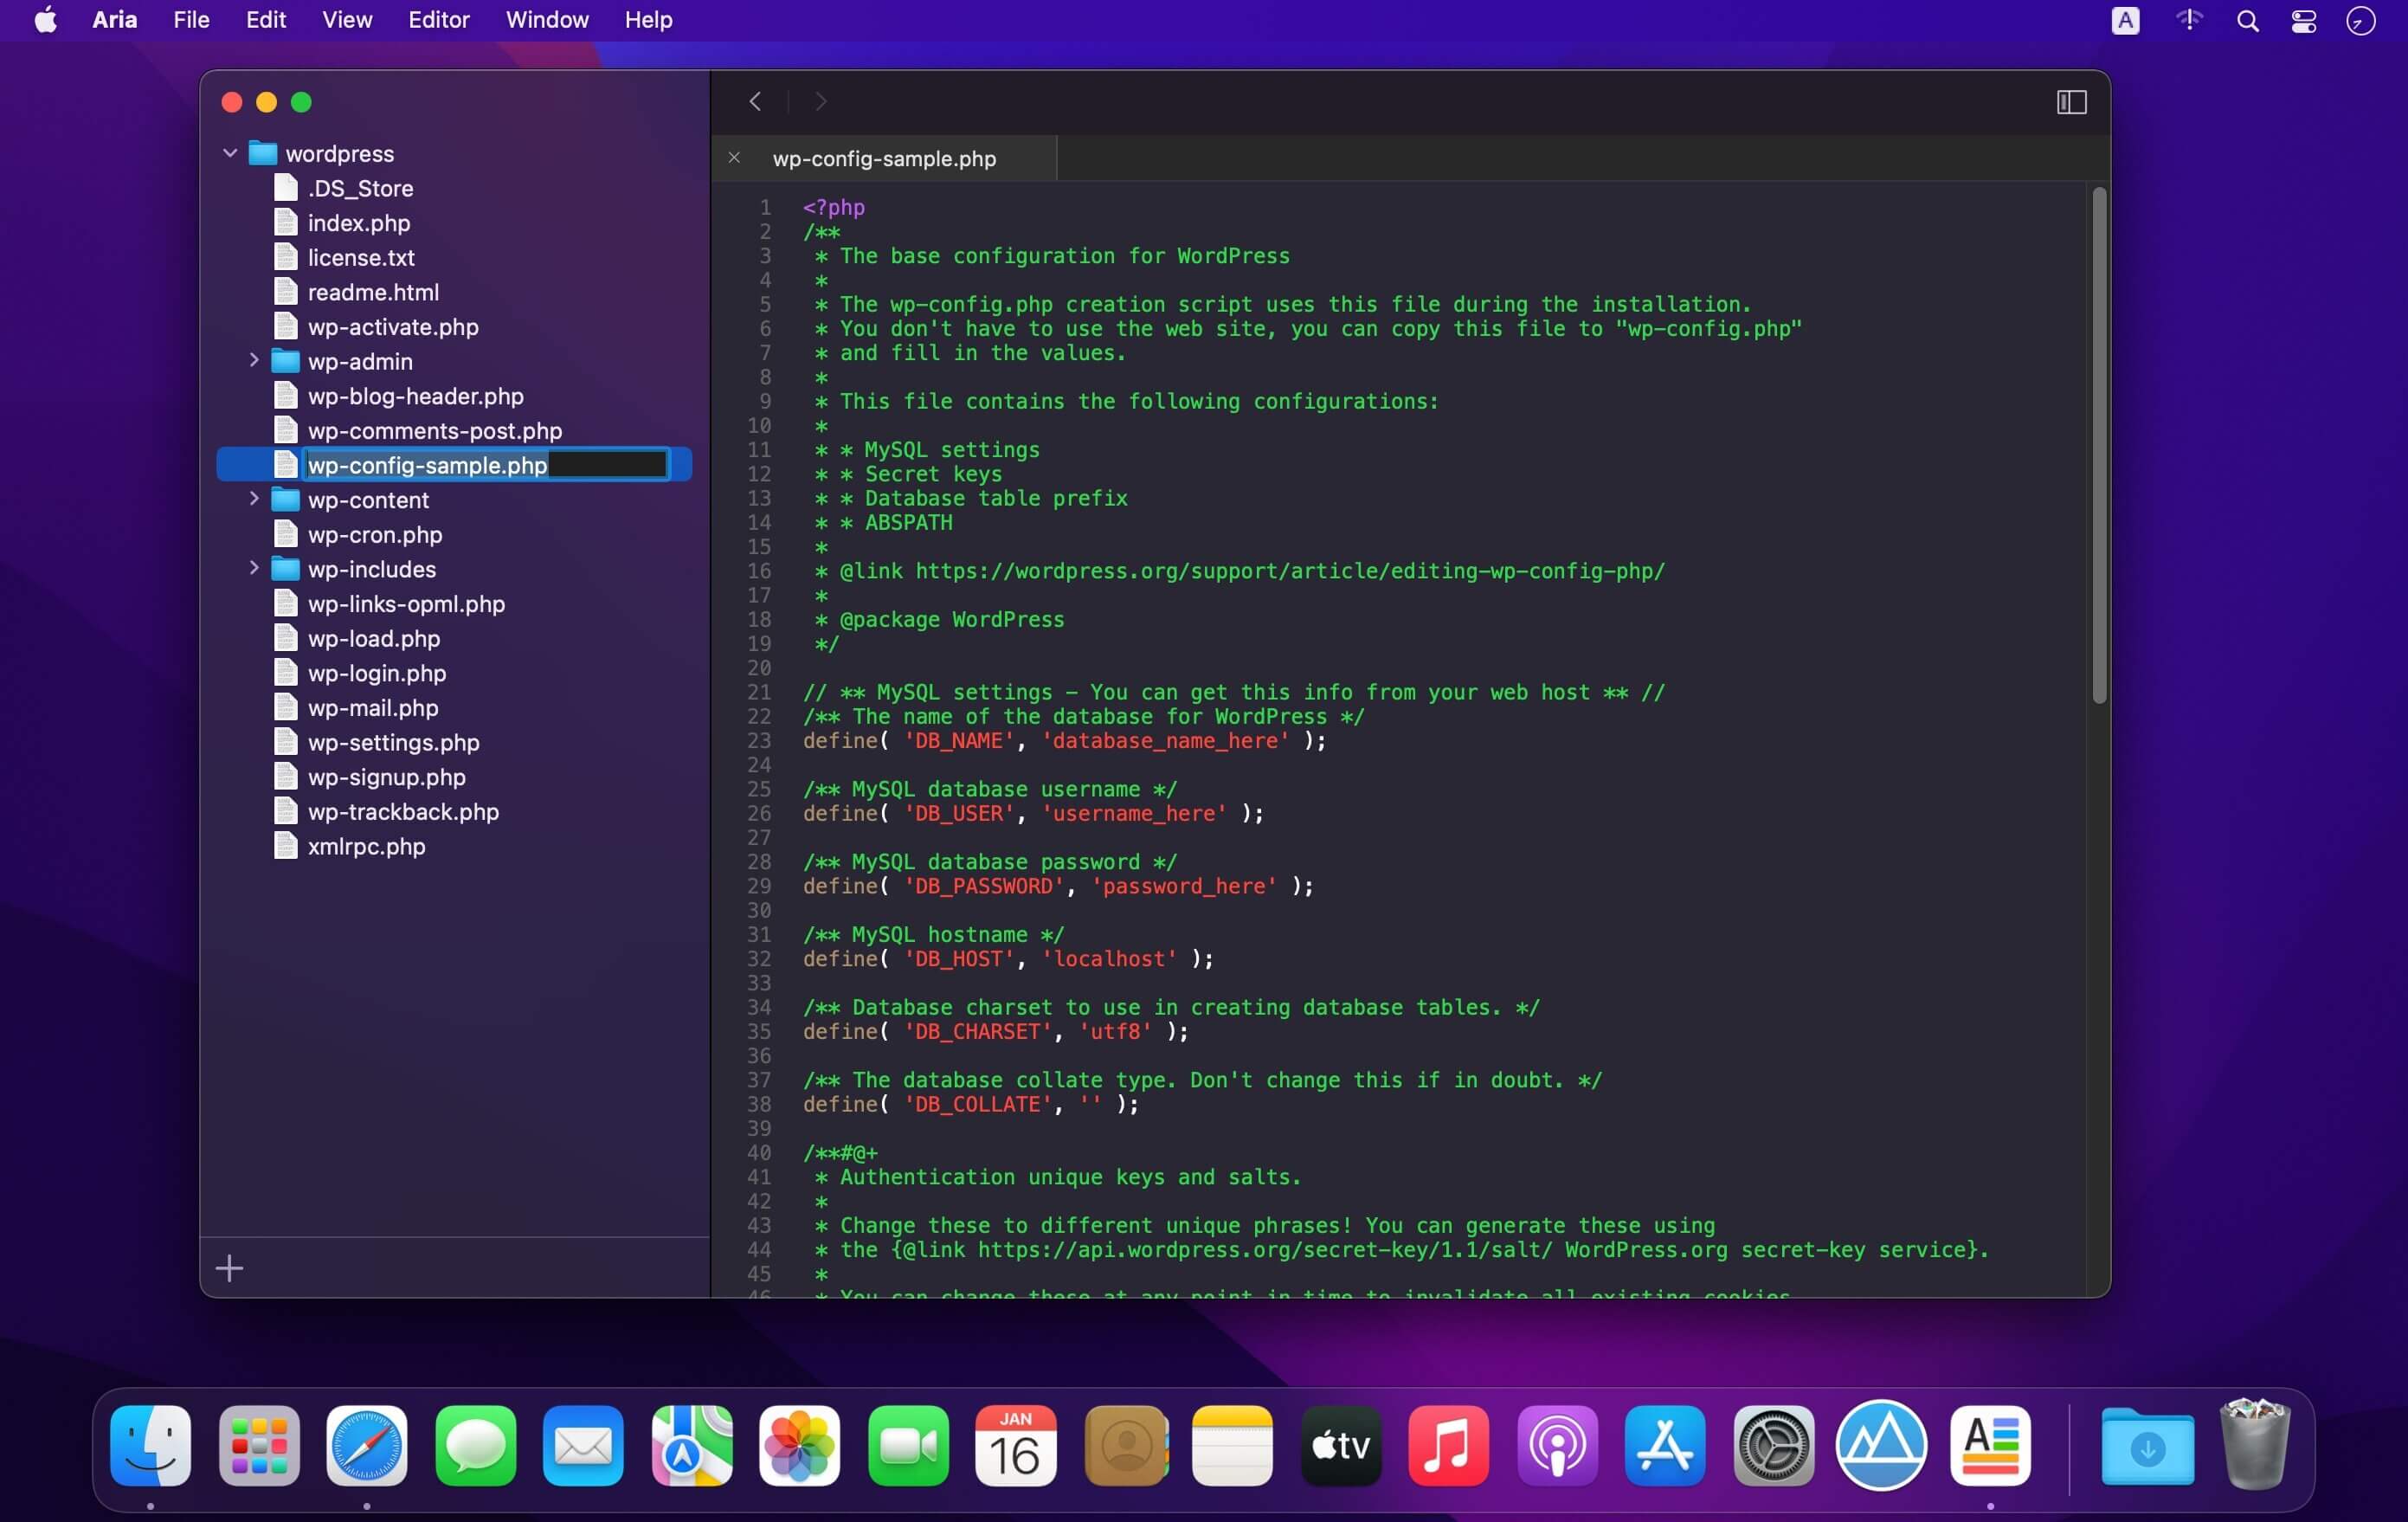 Aria File Edit View Editor Window Help A
wordpress
.DS_Store
index.php
license.txt
readme.html
wp-activate.php
wp-admin
wp-blog-header.php
wp-comments-post.php
wp-config-sample.php
wp-content
wp-cron.php
wp-includes
wp-links-opml.php
wp-load.php
wp-login.php
wp-mail.php
wp-settings.php
wp-signup.php
wp-trackback.php
xmlrpc.php
wp-config-sample.php
1 <?php
2 /**
3  * The base configuration for WordPress
4  *
5  * The wp-config.php creation script uses this file during the installation.
6  * You don't have to use the web site, you can copy this file to "wp-config.php"
7  * and fill in the values.
8  *
9  * This file contains the following configurations:
10  *
11  * * MySQL settings
12  * * Secret keys
13  * * Database table prefix
14  * * ABSPATH
15  *
16  * @link https://wordpress.org/support/article/editing-wp-config-php/
17  *
18  * @package WordPress
19  */
20
21 // ** MySQL settings - You can get this info from your web host ** //
22 /** The name of the database for WordPress */
23 define( 'DB_NAME', 'database_name_here' );
24
25 /** MySQL database username */
26 define( 'DB_USER', 'username_here' );
27
28 /** MySQL database password */
29 define( 'DB_PASSWORD', 'password_here' );
30
31 /** MySQL hostname */
32 define( 'DB_HOST', 'localhost' );
33
34 /** Database charset to use in creating database tables. */
35 define( 'DB_CHARSET', 'utf8' );
36
37 /** The database collate type. Don't change this if in doubt. */
38 define( 'DB_COLLATE', '' );
39
40 /**#@+
41  * Authentication unique keys and salts.
42  *
43  * Change these to different unique phrases! You can generate these using
44  * the {@link https://api.wordpress.org/secret-key/1.1/salt/ WordPress.org secret-key service}.
45  *
46  * You can change these at any point in time to invalidate all existing cookies
JAN
16
tv
A